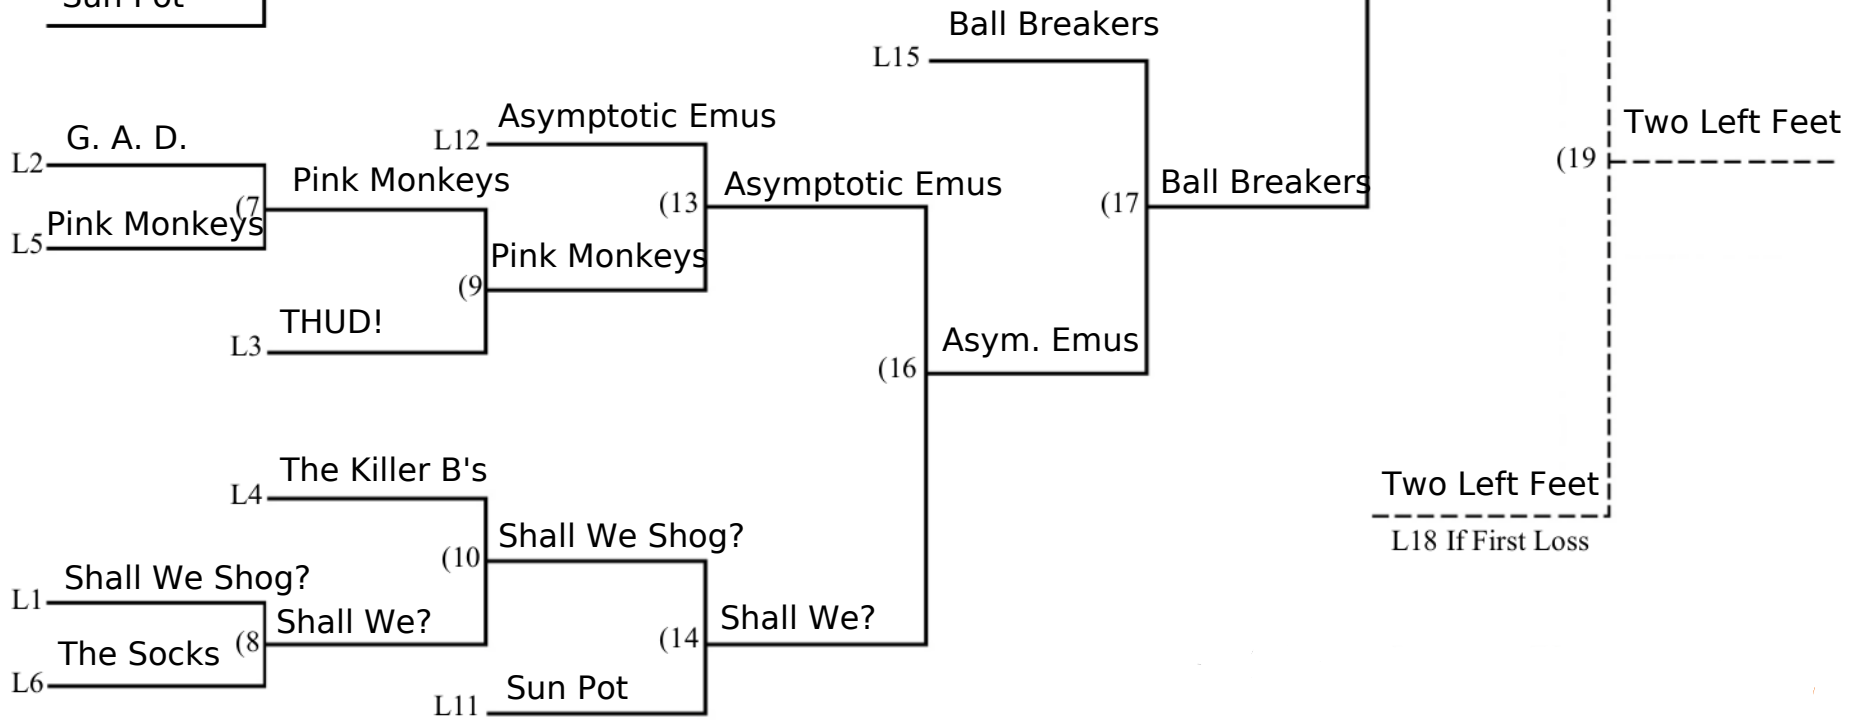 Sun Pot
Ball Breakers
L15
Asymptotic Emus
L12
G. A. D.
L2
Pink Monkeys
(7
Pink Monkeys
L5
Asymptotic Emus
(13
Pink Monkeys
(9
THUD!
L3
Ball Breakers
(17
Two Left Feet
(19
Asym. Emus
(16
The Killer B's
L4
Shall We Shog?
(10
Shall We Shog?
L1
Shall We?
(8
The Socks
L6
Shall We?
(14
Sun Pot
L11
Two Left Feet
L18 If First Loss